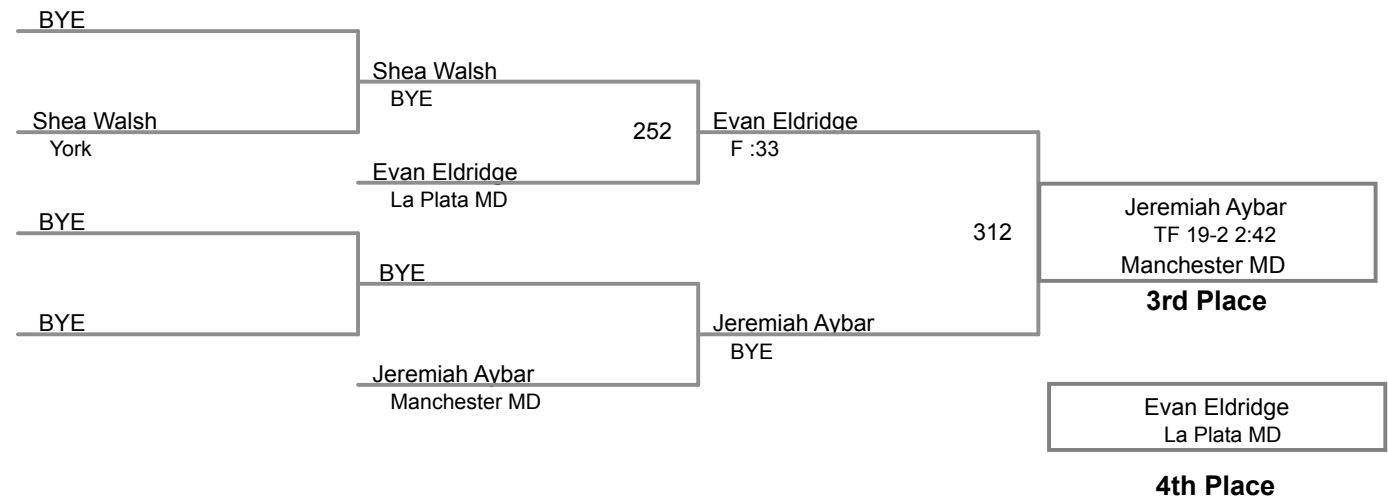 BYE
Shea Walsh
BYE
Shea Walsh
York
252
Evan Eldridge
F :33
Evan Eldridge
La Plata MD
BYE
312
Jeremiah Aybar
TF 19-2 2:42
Manchester MD
3rd Place
BYE
BYE
Jeremiah Aybar
BYE
Jeremiah Aybar
Manchester MD
Evan Eldridge
La Plata MD
4th Place